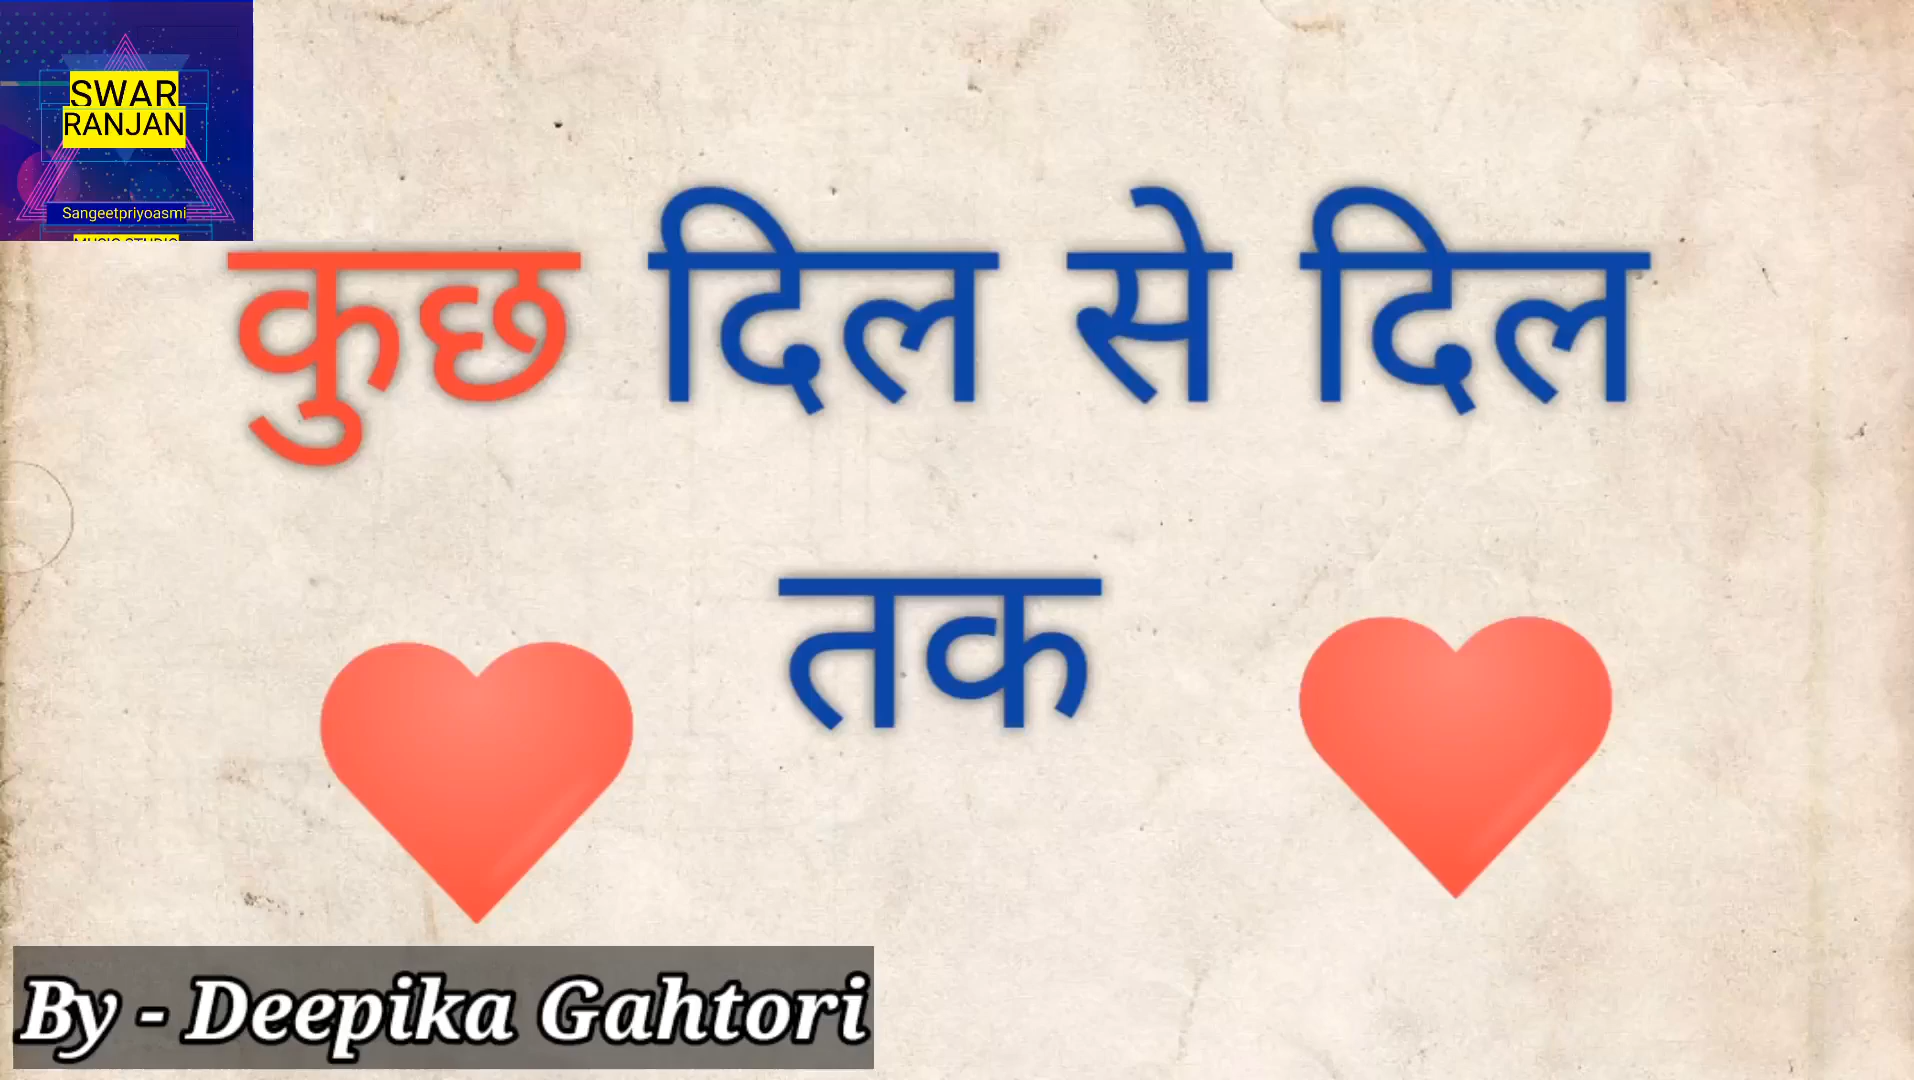 SWAR
RANJAN
Sangeetpriyoasmi
कुछ दिल से दिल
तक
By - Deepika Gahtori